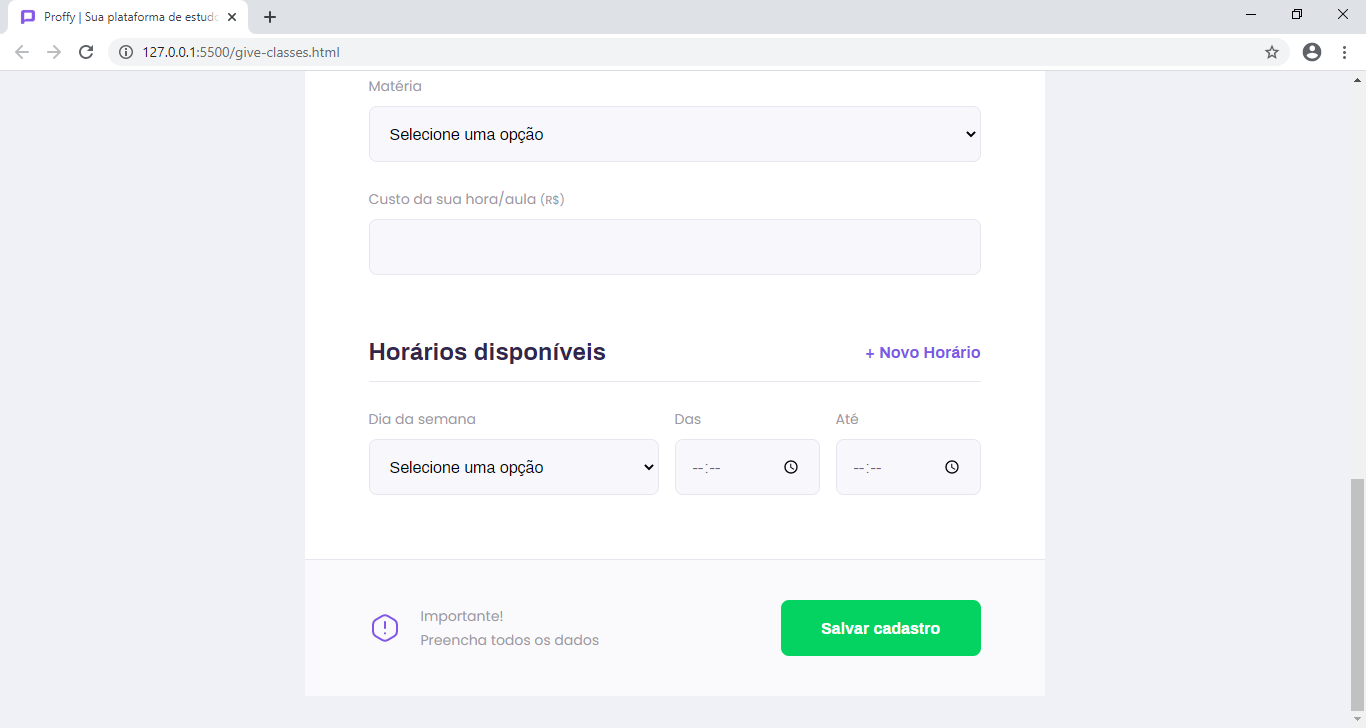 Proffy | Sua plataforma de estudo
127.0.0.1:5500/give-classes.html
Matéria
Selecione uma opção
Custo da sua hora/aula (R$)
Horários disponíveis
+ Novo Horário
Dia da semana Das Até
Selecione uma opção --:-- --:--
Importante!
Preencha todos os dados
Salvar cadastro